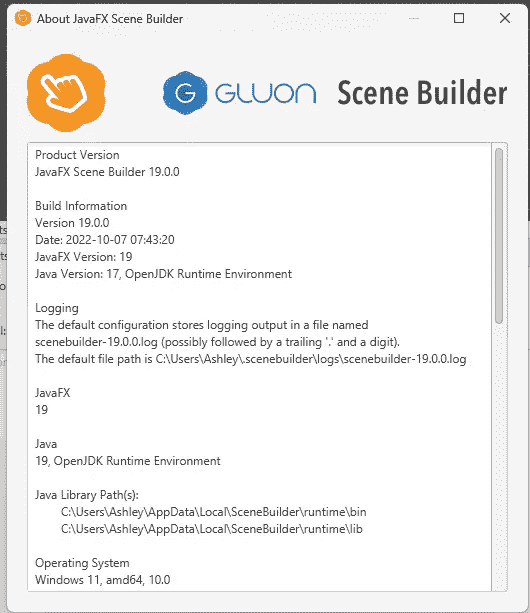 About JavaFX Scene Builder
G GLUON Scene Builder
Product Version
JavaFX Scene Builder 19.0.0
Build Information
Version 19.0.0
Date: 2022-10-07 07:43:20
JavaFX Version: 19
Java Version: 17, OpenJDK Runtime Environment
Logging
The default configuration stores logging output in a file named
scenebuilder-19.0.0.log (possibly followed by a trailing '.' and a digit).
The default file path is C:\Users\Ashley\.scenebuilder\logs\scenebuilder-19.0.0.log
JavaFX
19
Java
19, OpenJDK Runtime Environment
Java Library Path(s):
C:\Users\Ashley\AppData\Local\SceneBuilder\runtime\bin
C:\Users\Ashley\AppData\Local\SceneBuilder\runtime\lib
Operating System
Windows 11, amd64, 10.0